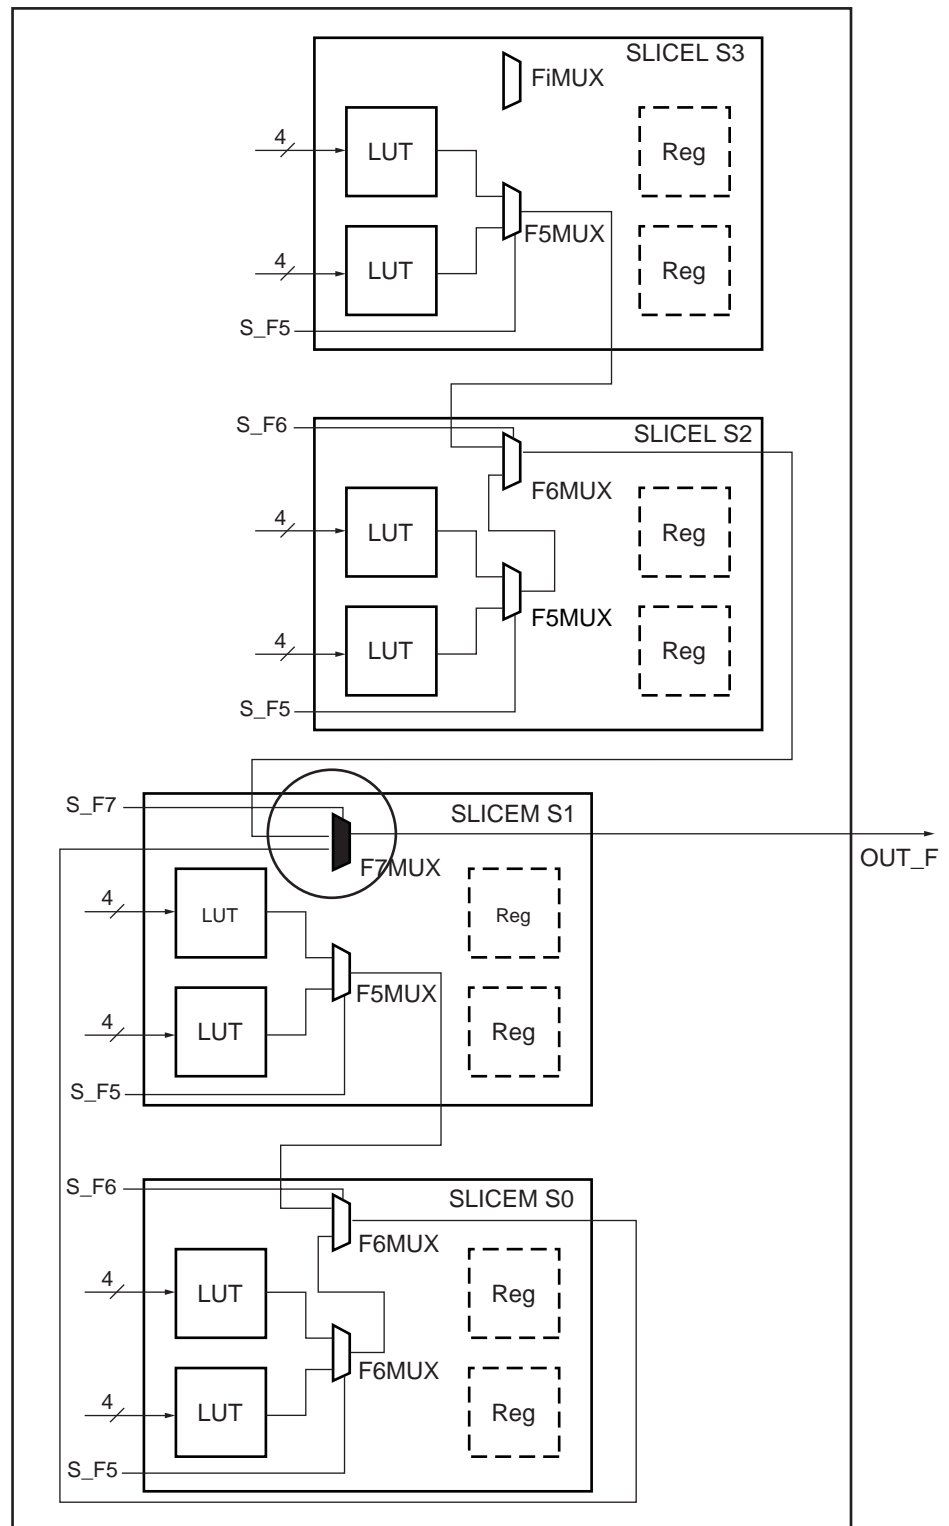 SLICEL S3
FiMUX
4
LUT
Reg
F5MUX
4
LUT
Reg
S_F5
S_F6
SLICEL S2
F6MUX
4
LUT
Reg
F5MUX
4
LUT
Reg
S_F5
S_F7
SLICEM S1
F7MUX
OUT_F
4
LUT
Reg
F5MUX
4
LUT
Reg
S_F5
S_F6
SLICEM S0
F6MUX
4
LUT
Reg
F6MUX
4
LUT
Reg
S_F5